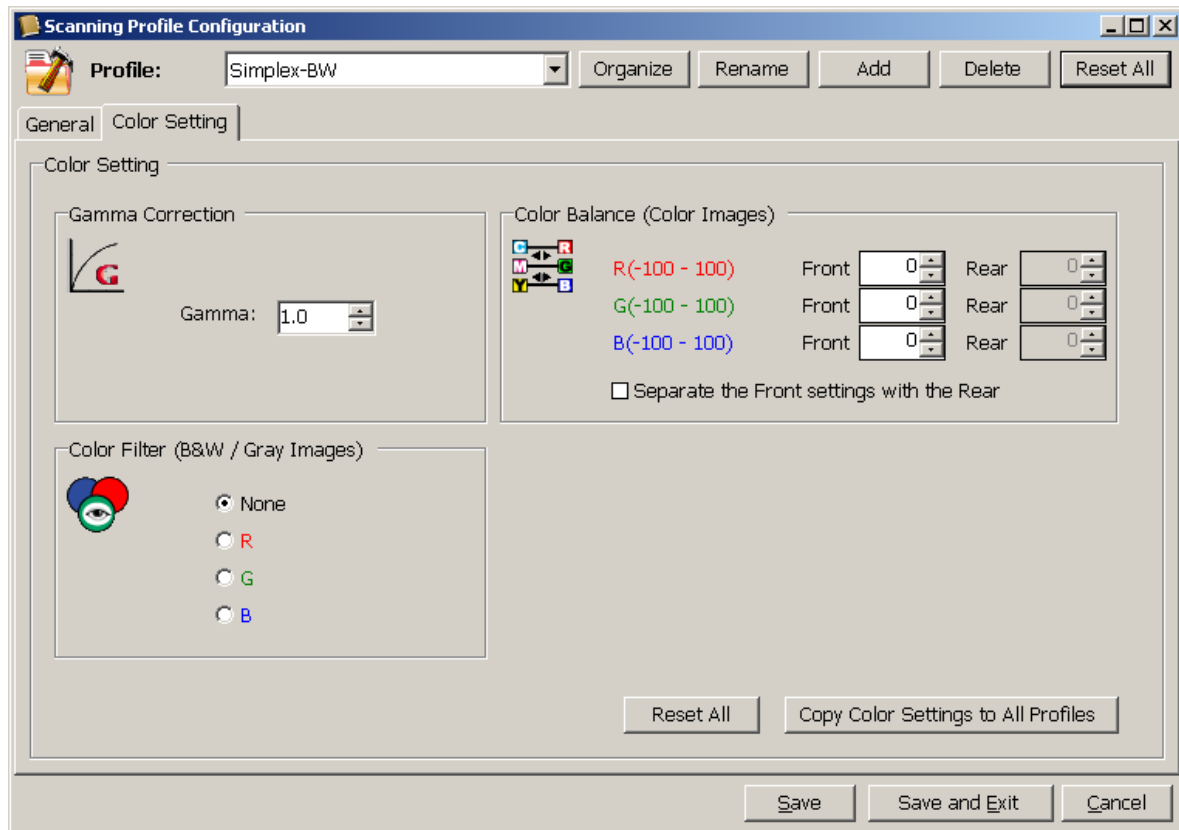 Scanning Profile Configuration
Profile: Simplex-BW Organize Rename Add Delete Reset All
General Color Setting
Color Setting
Gamma Correction
G
Gamma: 1.0
Color Balance (Color Images)
C R
M G
Y B
R(-100 - 100) Front 0 Rear 0
G(-100 - 100) Front 0 Rear 0
B(-100 - 100) Front 0 Rear 0
Separate the Front settings with the Rear
Color Filter (B&W / Gray Images)
None
R
G
B
Reset All Copy Color Settings to All Profiles
Save Save and Exit Cancel